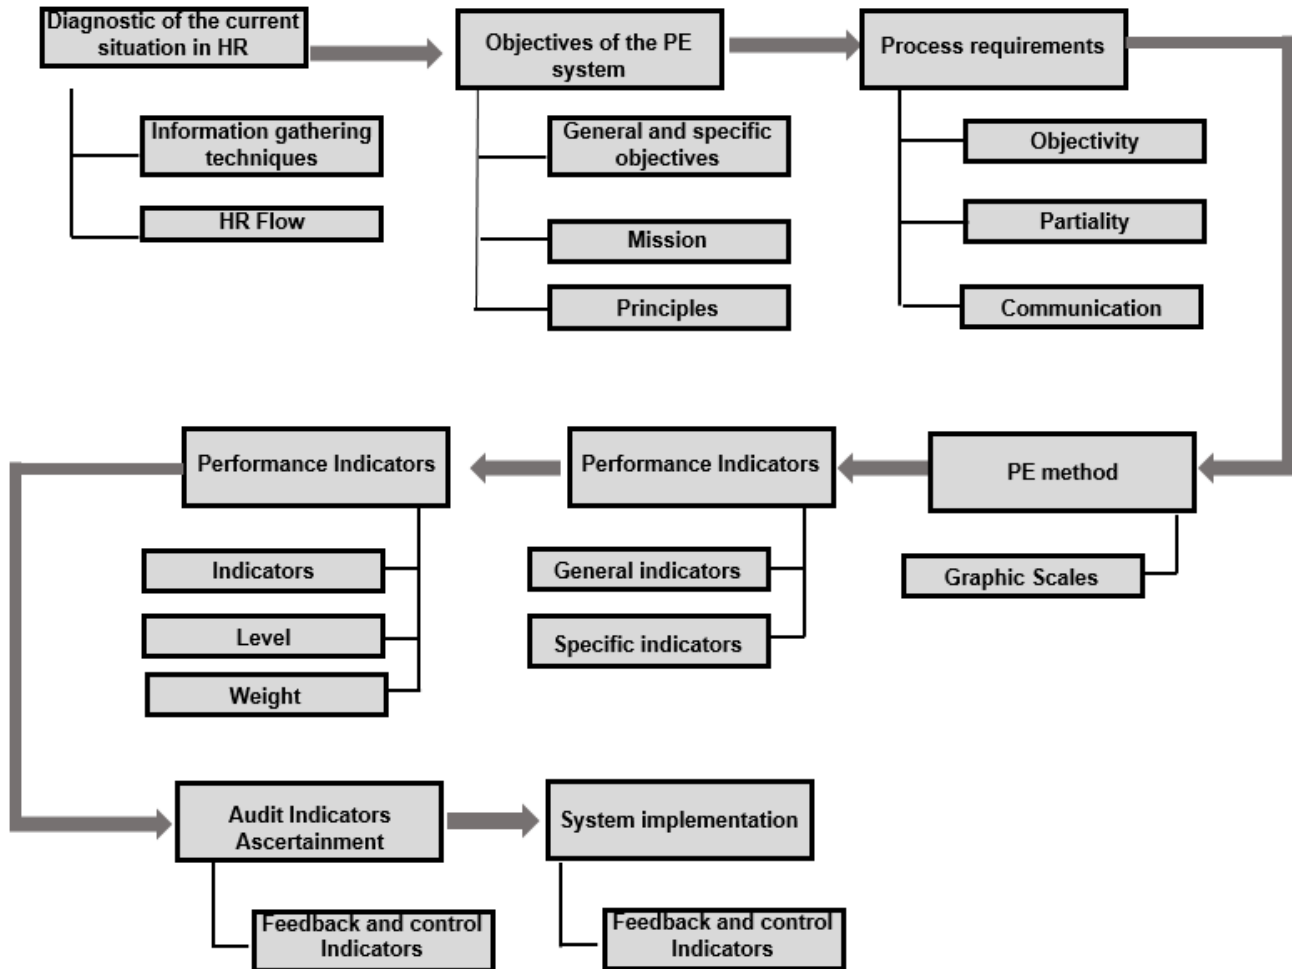 Diagnostic of the current
situation in HR
Information gathering
techniques
HR Flow
Objectives of the PE
system
General and specific
objectives
Mission
Principles
Process requirements
Objectivity
Partiality
Communication
PE method
Graphic Scales
Performance Indicators
General indicators
Specific indicators
Performance Indicators
Indicators
Level
Weight
Audit Indicators
Ascertainment
Feedback and control
Indicators
System implementation
Feedback and control
Indicators